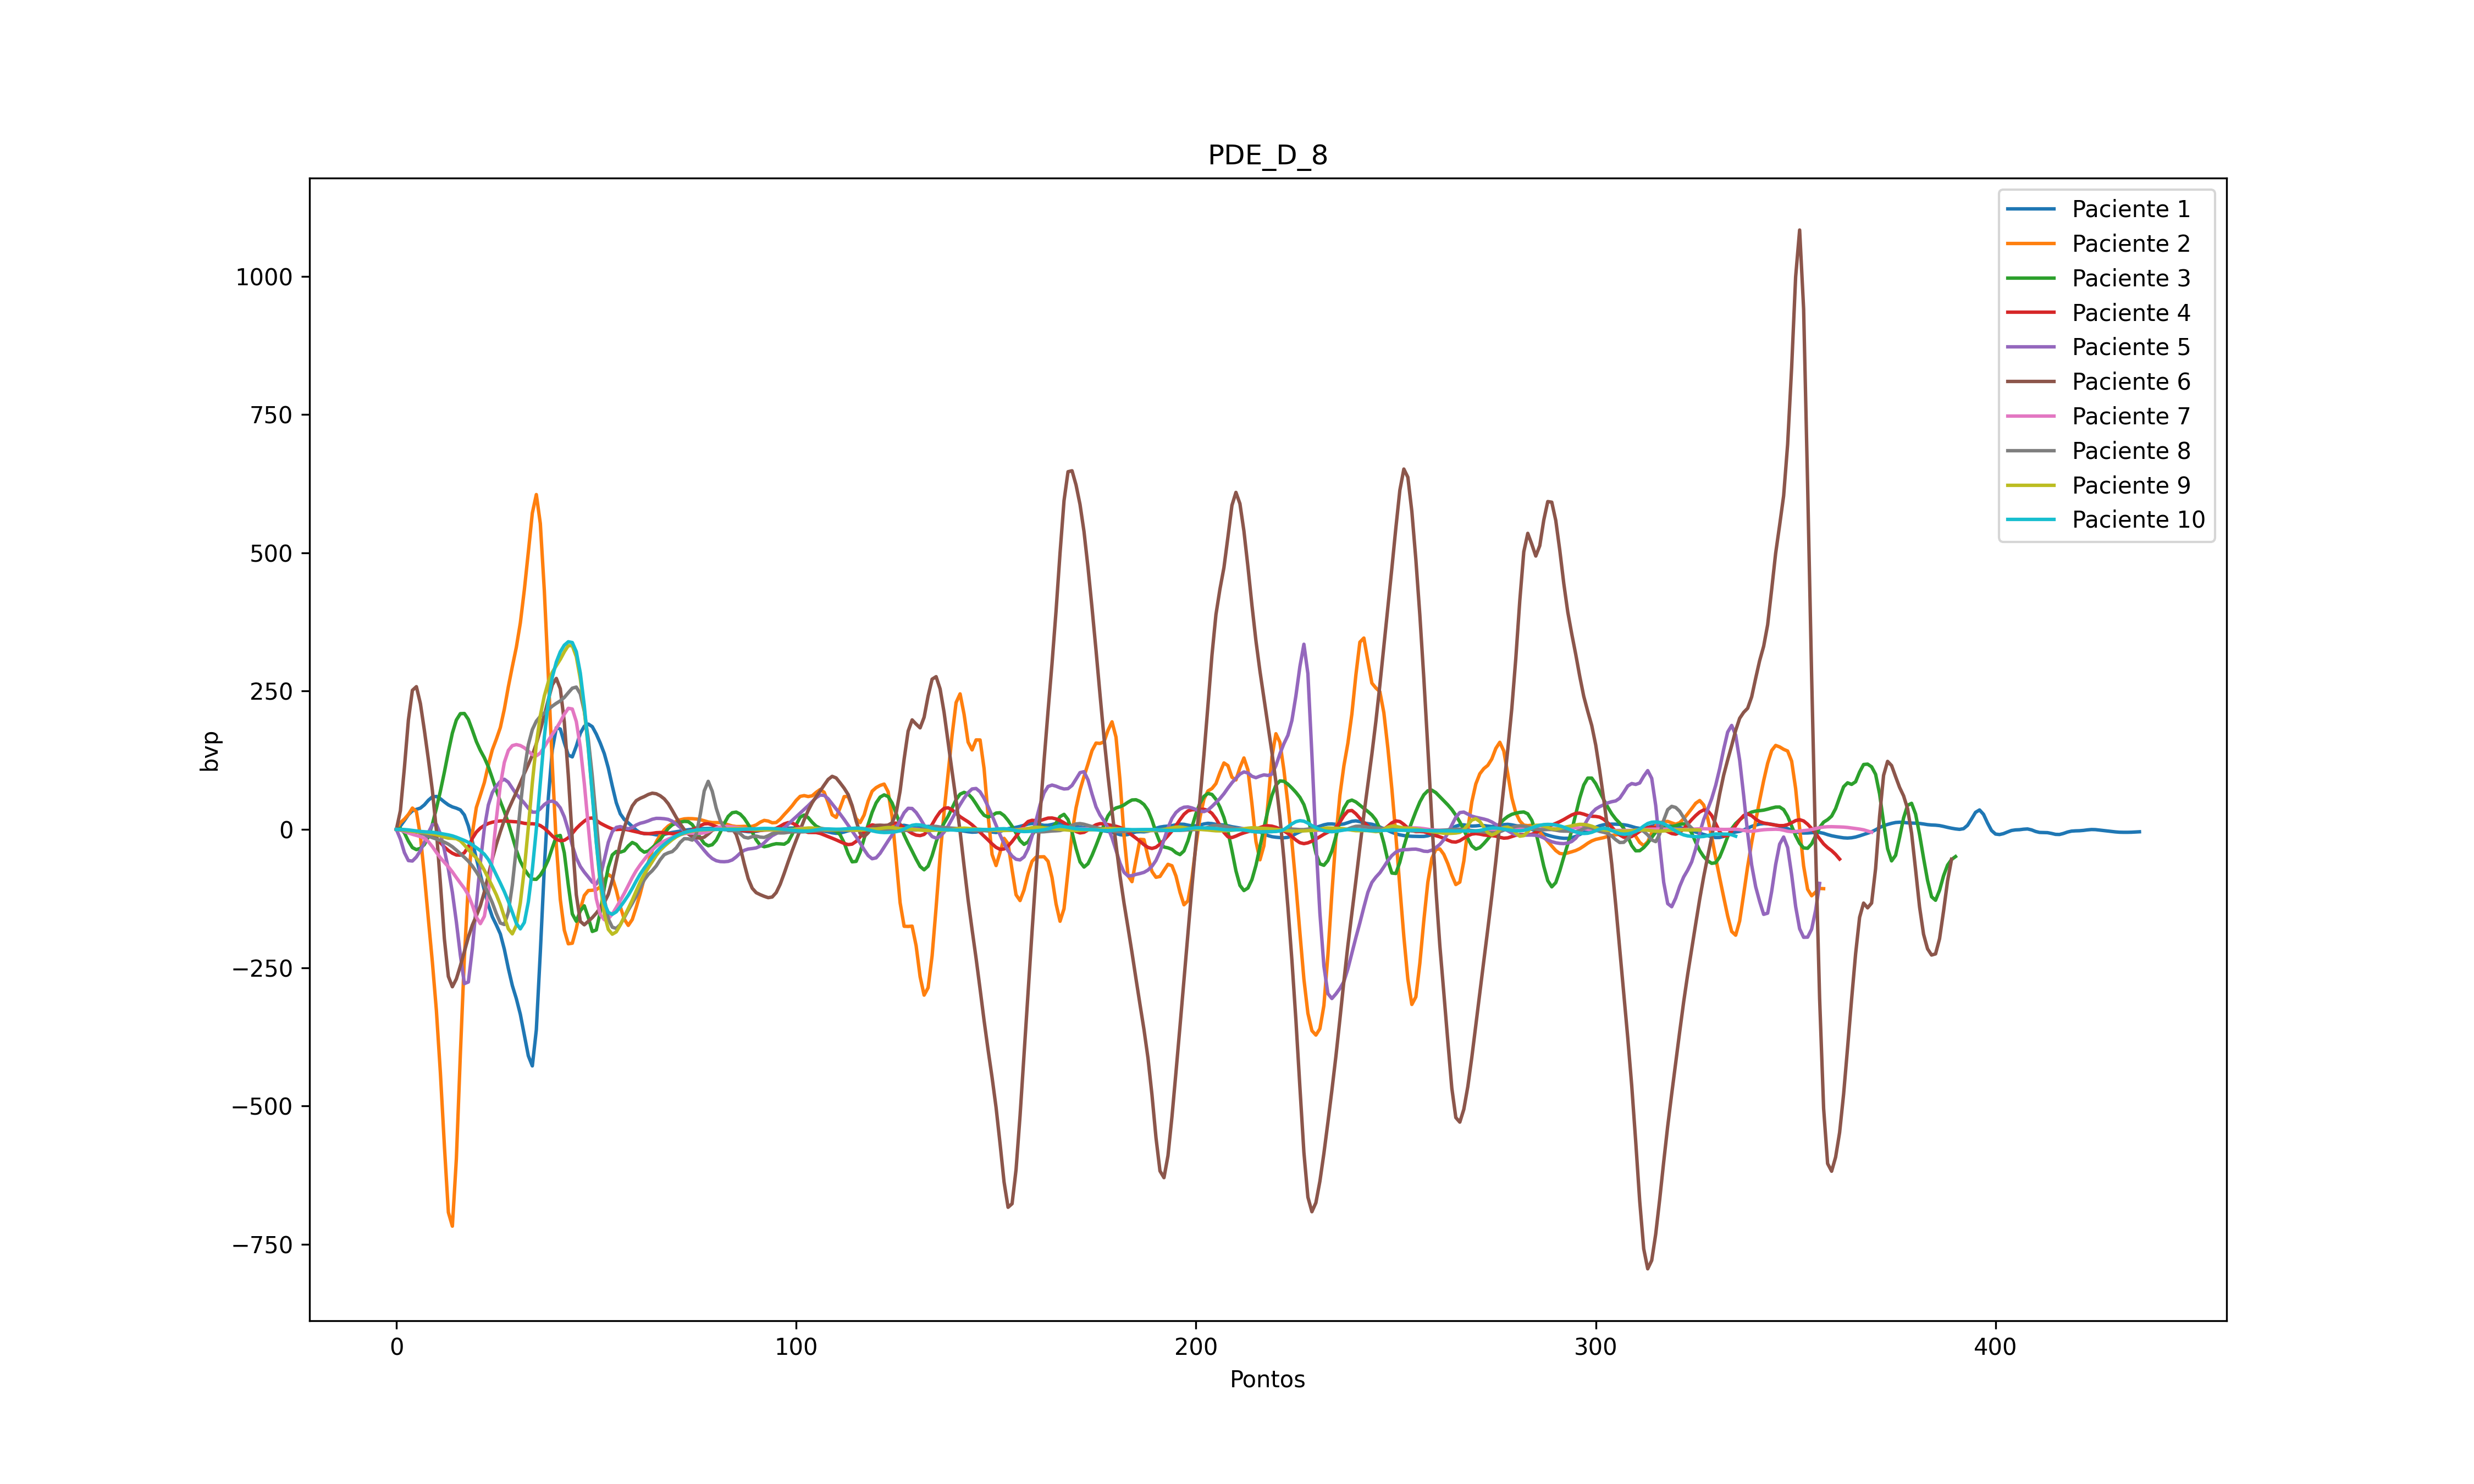 PDE_D_8
Paciente 1
Paciente 2
Paciente 3
Paciente 4
Paciente 5
Paciente 6
Paciente 7
Paciente 8
Paciente 9
Paciente 10
1000
750
500
250
0
−250
−500
−750
bvp
0 100 200 300 400
Pontos